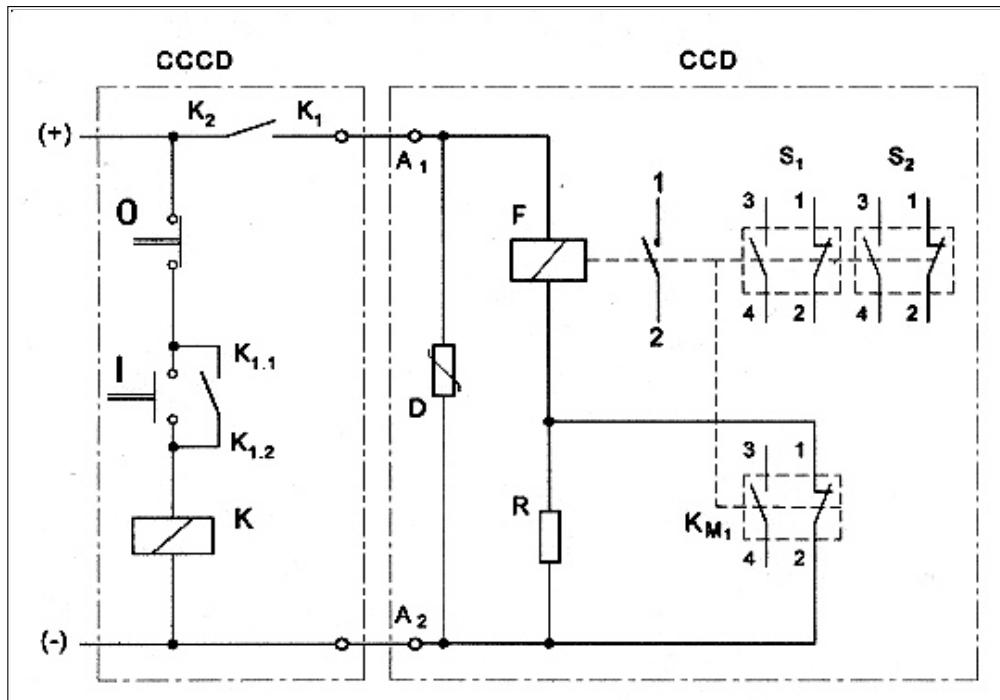 CCCD CCD
(+) K2 K1 A1
S1 S2
3 1 3 1
O F 1
2
4 2 4 2
I K1.1 D
K1.2
3 1
K R KM1
4 2
(-) A2